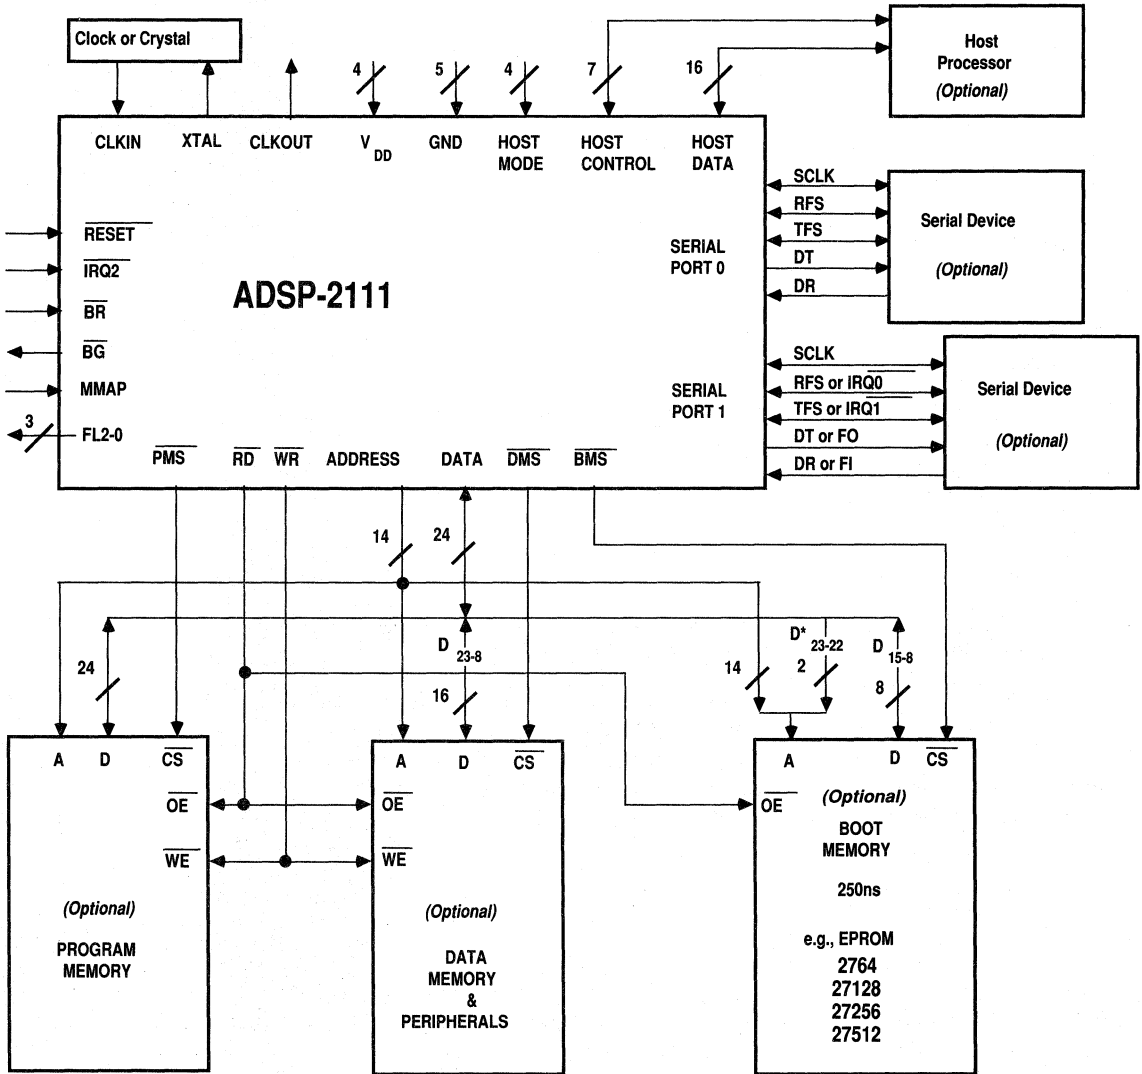 Clock or Crystal
Host
Processor
(Optional)
4
5
4
7
16
CLKIN
XTAL
CLKOUT
V DD
GND
HOST
MODE
HOST
CONTROL
HOST
DATA
RESET
IRQ2
BR
BG
MMAP
3
FL2-0
ADSP-2111
SERIAL
PORT 0
SCLK
RFS
TFS
DT
DR
Serial Device
(Optional)
SERIAL
PORT 1
SCLK
RFS or IRQ0
TFS or IRQ1
DT or FO
DR or FI
Serial Device
(Optional)
PMS
RD
WR
ADDRESS
DATA
DMS
BMS
14
24
24
D 23-8
16
14
D* 23-22
2
D 15-8
8
A
D
CS
OE
WE
(Optional)
PROGRAM
MEMORY
A
D
CS
OE
WE
(Optional)
DATA
MEMORY
&
PERIPHERALS
A
D
CS
OE
(Optional)
BOOT
MEMORY
250ns
e.g., EPROM
2764
27128
27256
27512